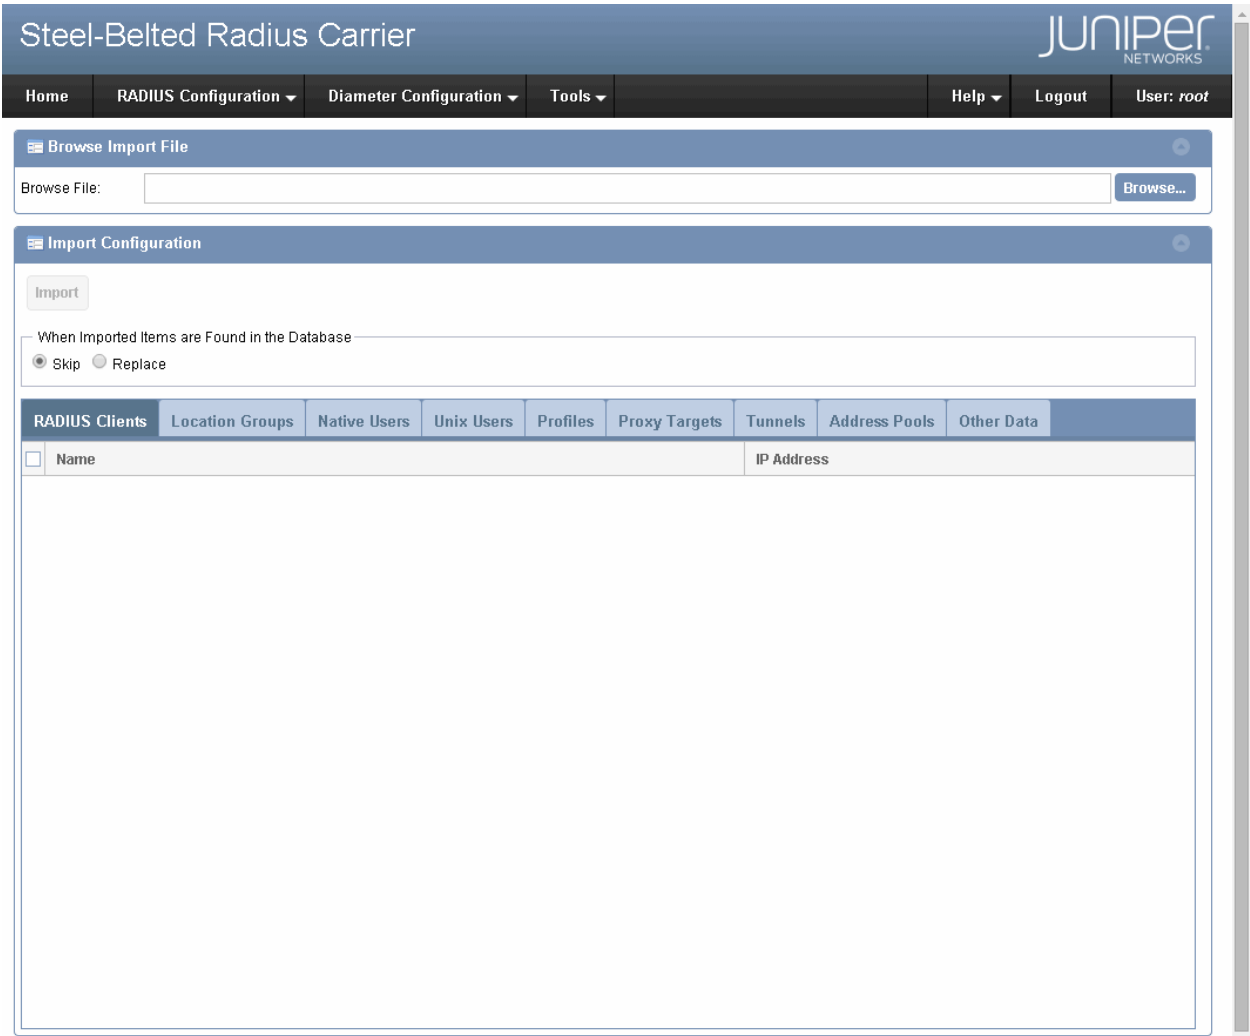 Steel-Belted Radius Carrier
JUNIPER
NETWORKS
Home RADIUS Configuration Diameter Configuration Tools Help Logout User: root
Browse Import File
Browse File: Browse...
Import Configuration
Import
When Imported Items are Found in the Database
Skip Replace
RADIUS Clients Location Groups Native Users Unix Users Profiles Proxy Targets Tunnels Address Pools Other Data
Name IP Address